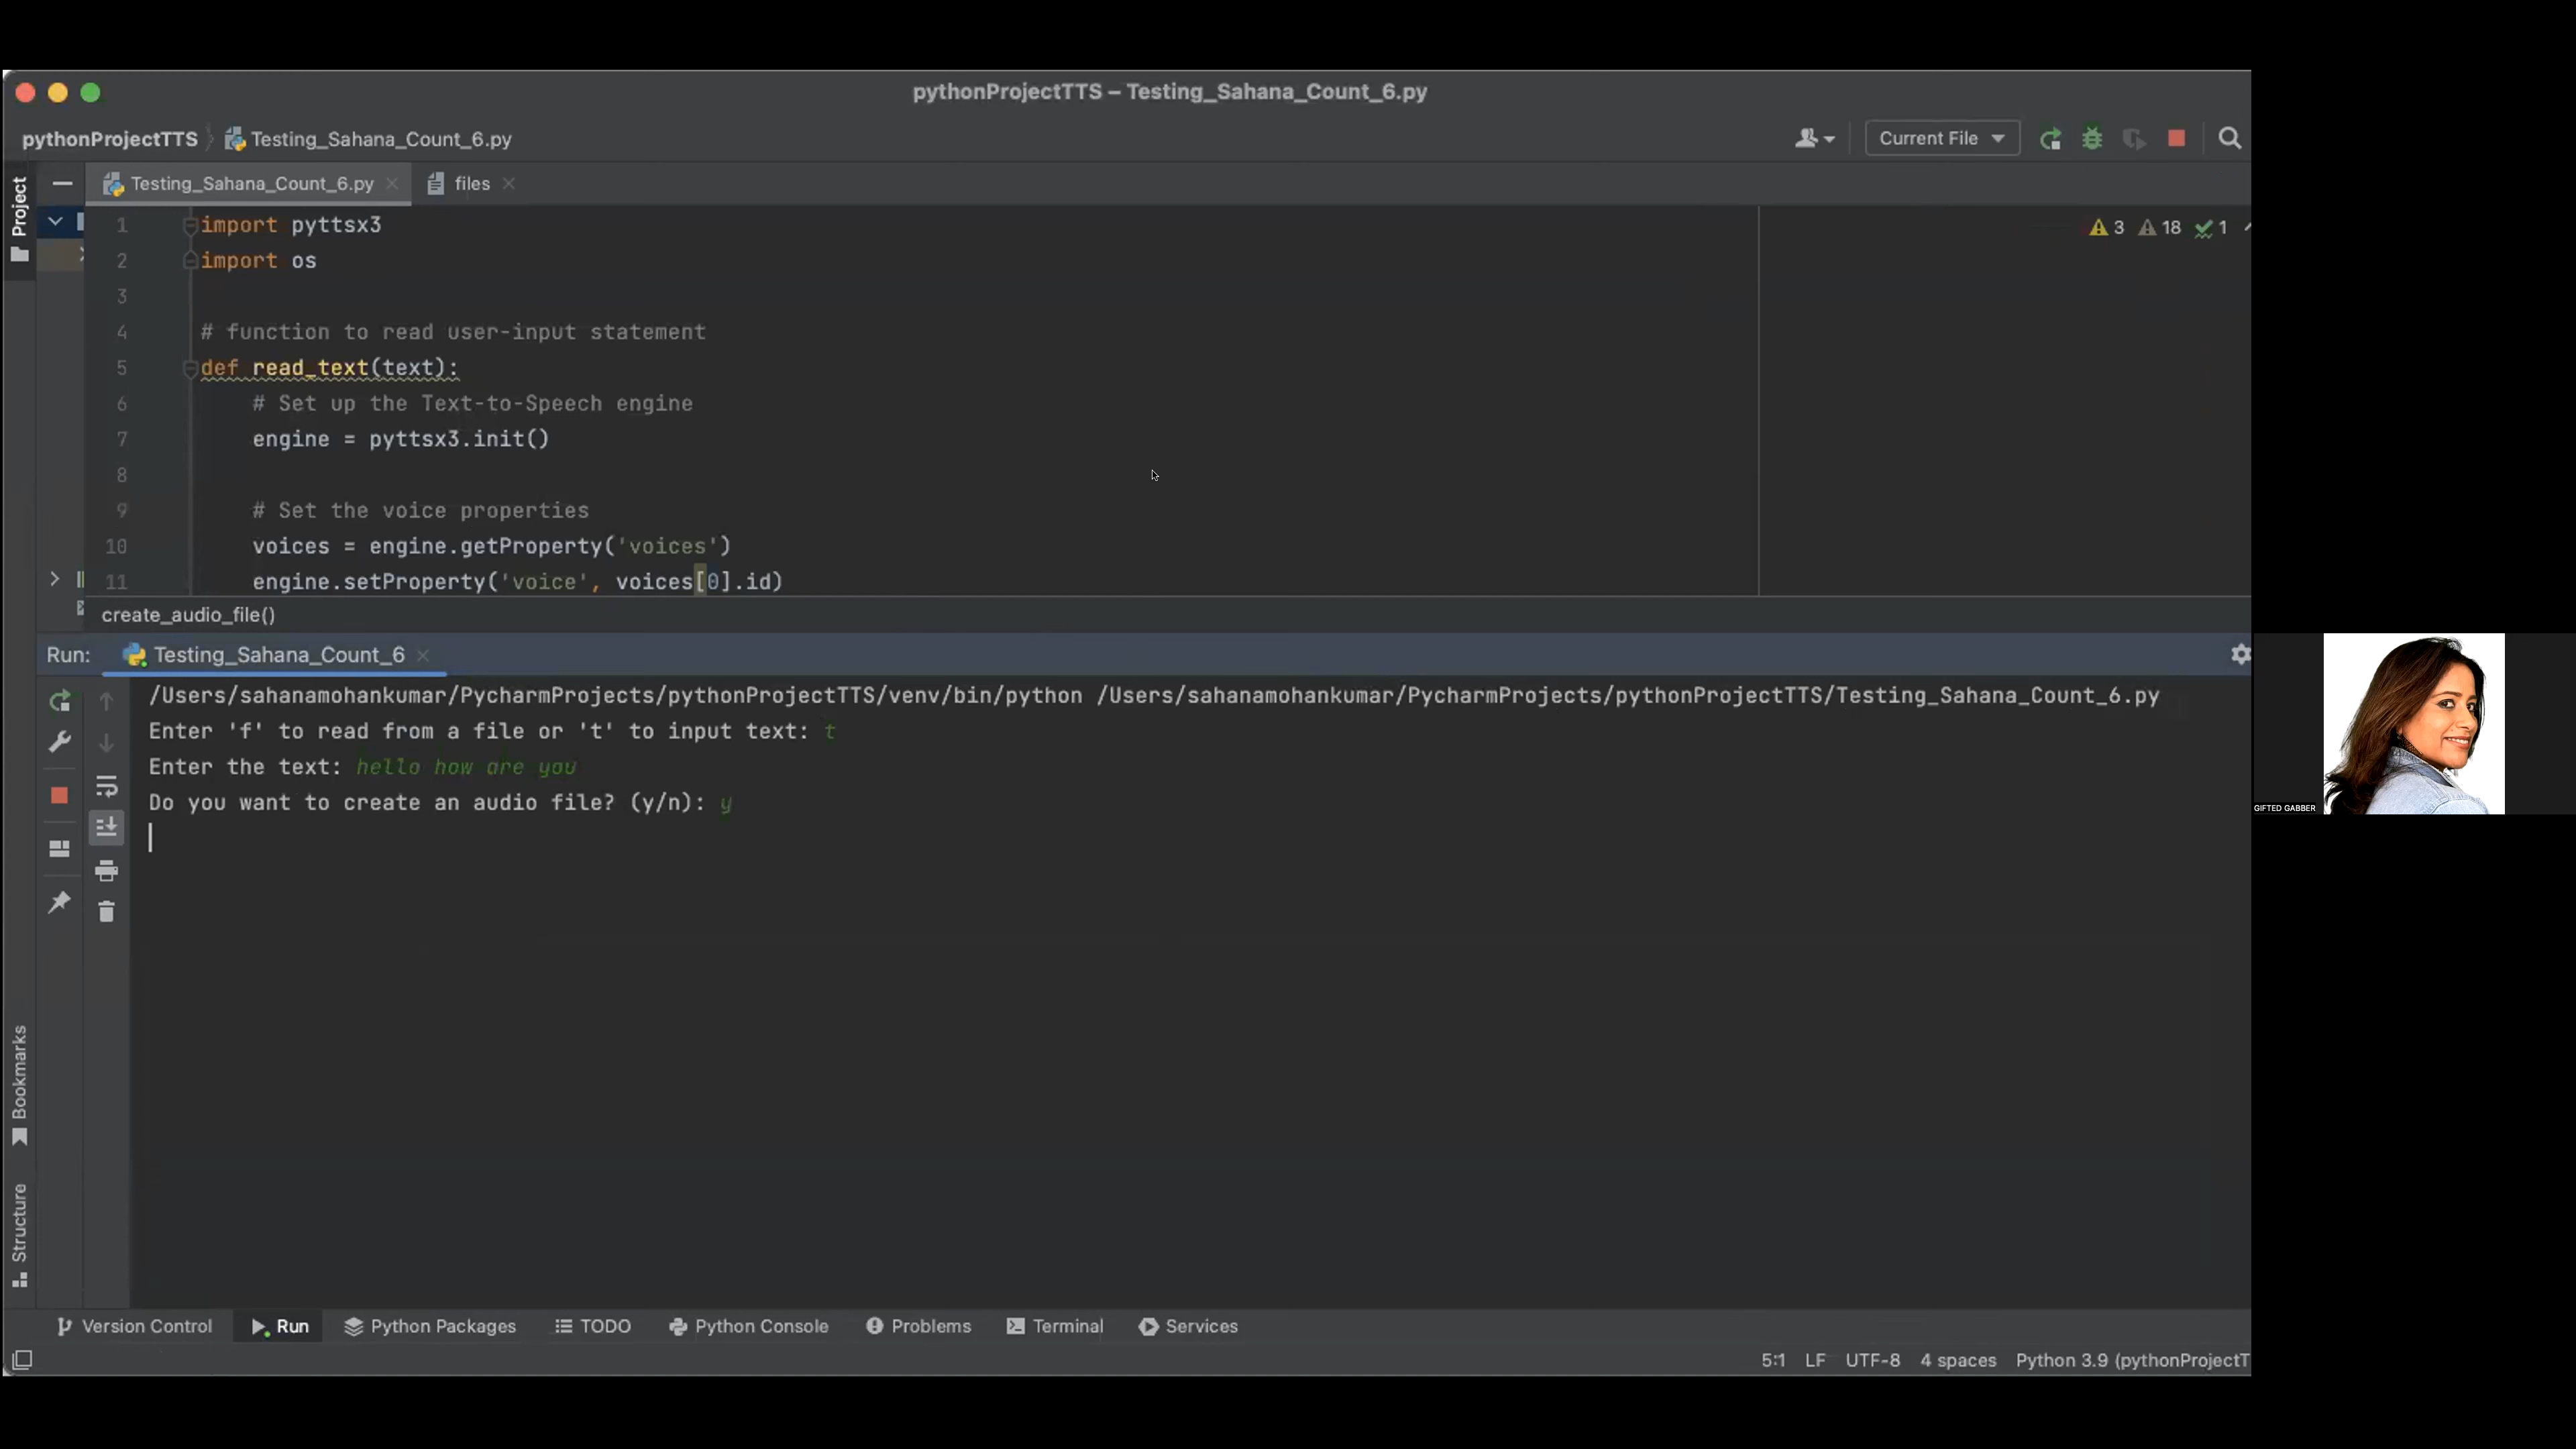 pythonProjectTTS – Testing_Sahana_Count_6.py
pythonProjectTTS
Testing_Sahana_Count_6.py
Current File
Project
Testing_Sahana_Count_6.py
files
3 18 1
1 import pyttsx3
2 import os
3
4 # function to read user-input statement
5 def read_text(text):
6 # Set up the Text-to-Speech engine
7 engine = pyttsx3.init()
8
9 # Set the voice properties
10 voices = engine.getProperty('voices')
11 engine.setProperty('voice', voices[0].id)
create_audio_file()
Run: Testing_Sahana_Count_6
/Users/sahanamohankumar/PycharmProjects/pythonProjectTTS/venv/bin/python /Users/sahanamohankumar/PycharmProjects/pythonProjectTTS/Testing_Sahana_Count_6.py
Enter 'f' to read from a file or 't' to input text: t
Enter the text: hello how are you
Do you want to create an audio file? (y/n): y
GIFTED GABBER
Bookmarks
Structure
Version Control Run Python Packages TODO Python Console Problems Terminal Services
5:1 LF UTF-8 4 spaces Python 3.9 (pythonProjectT